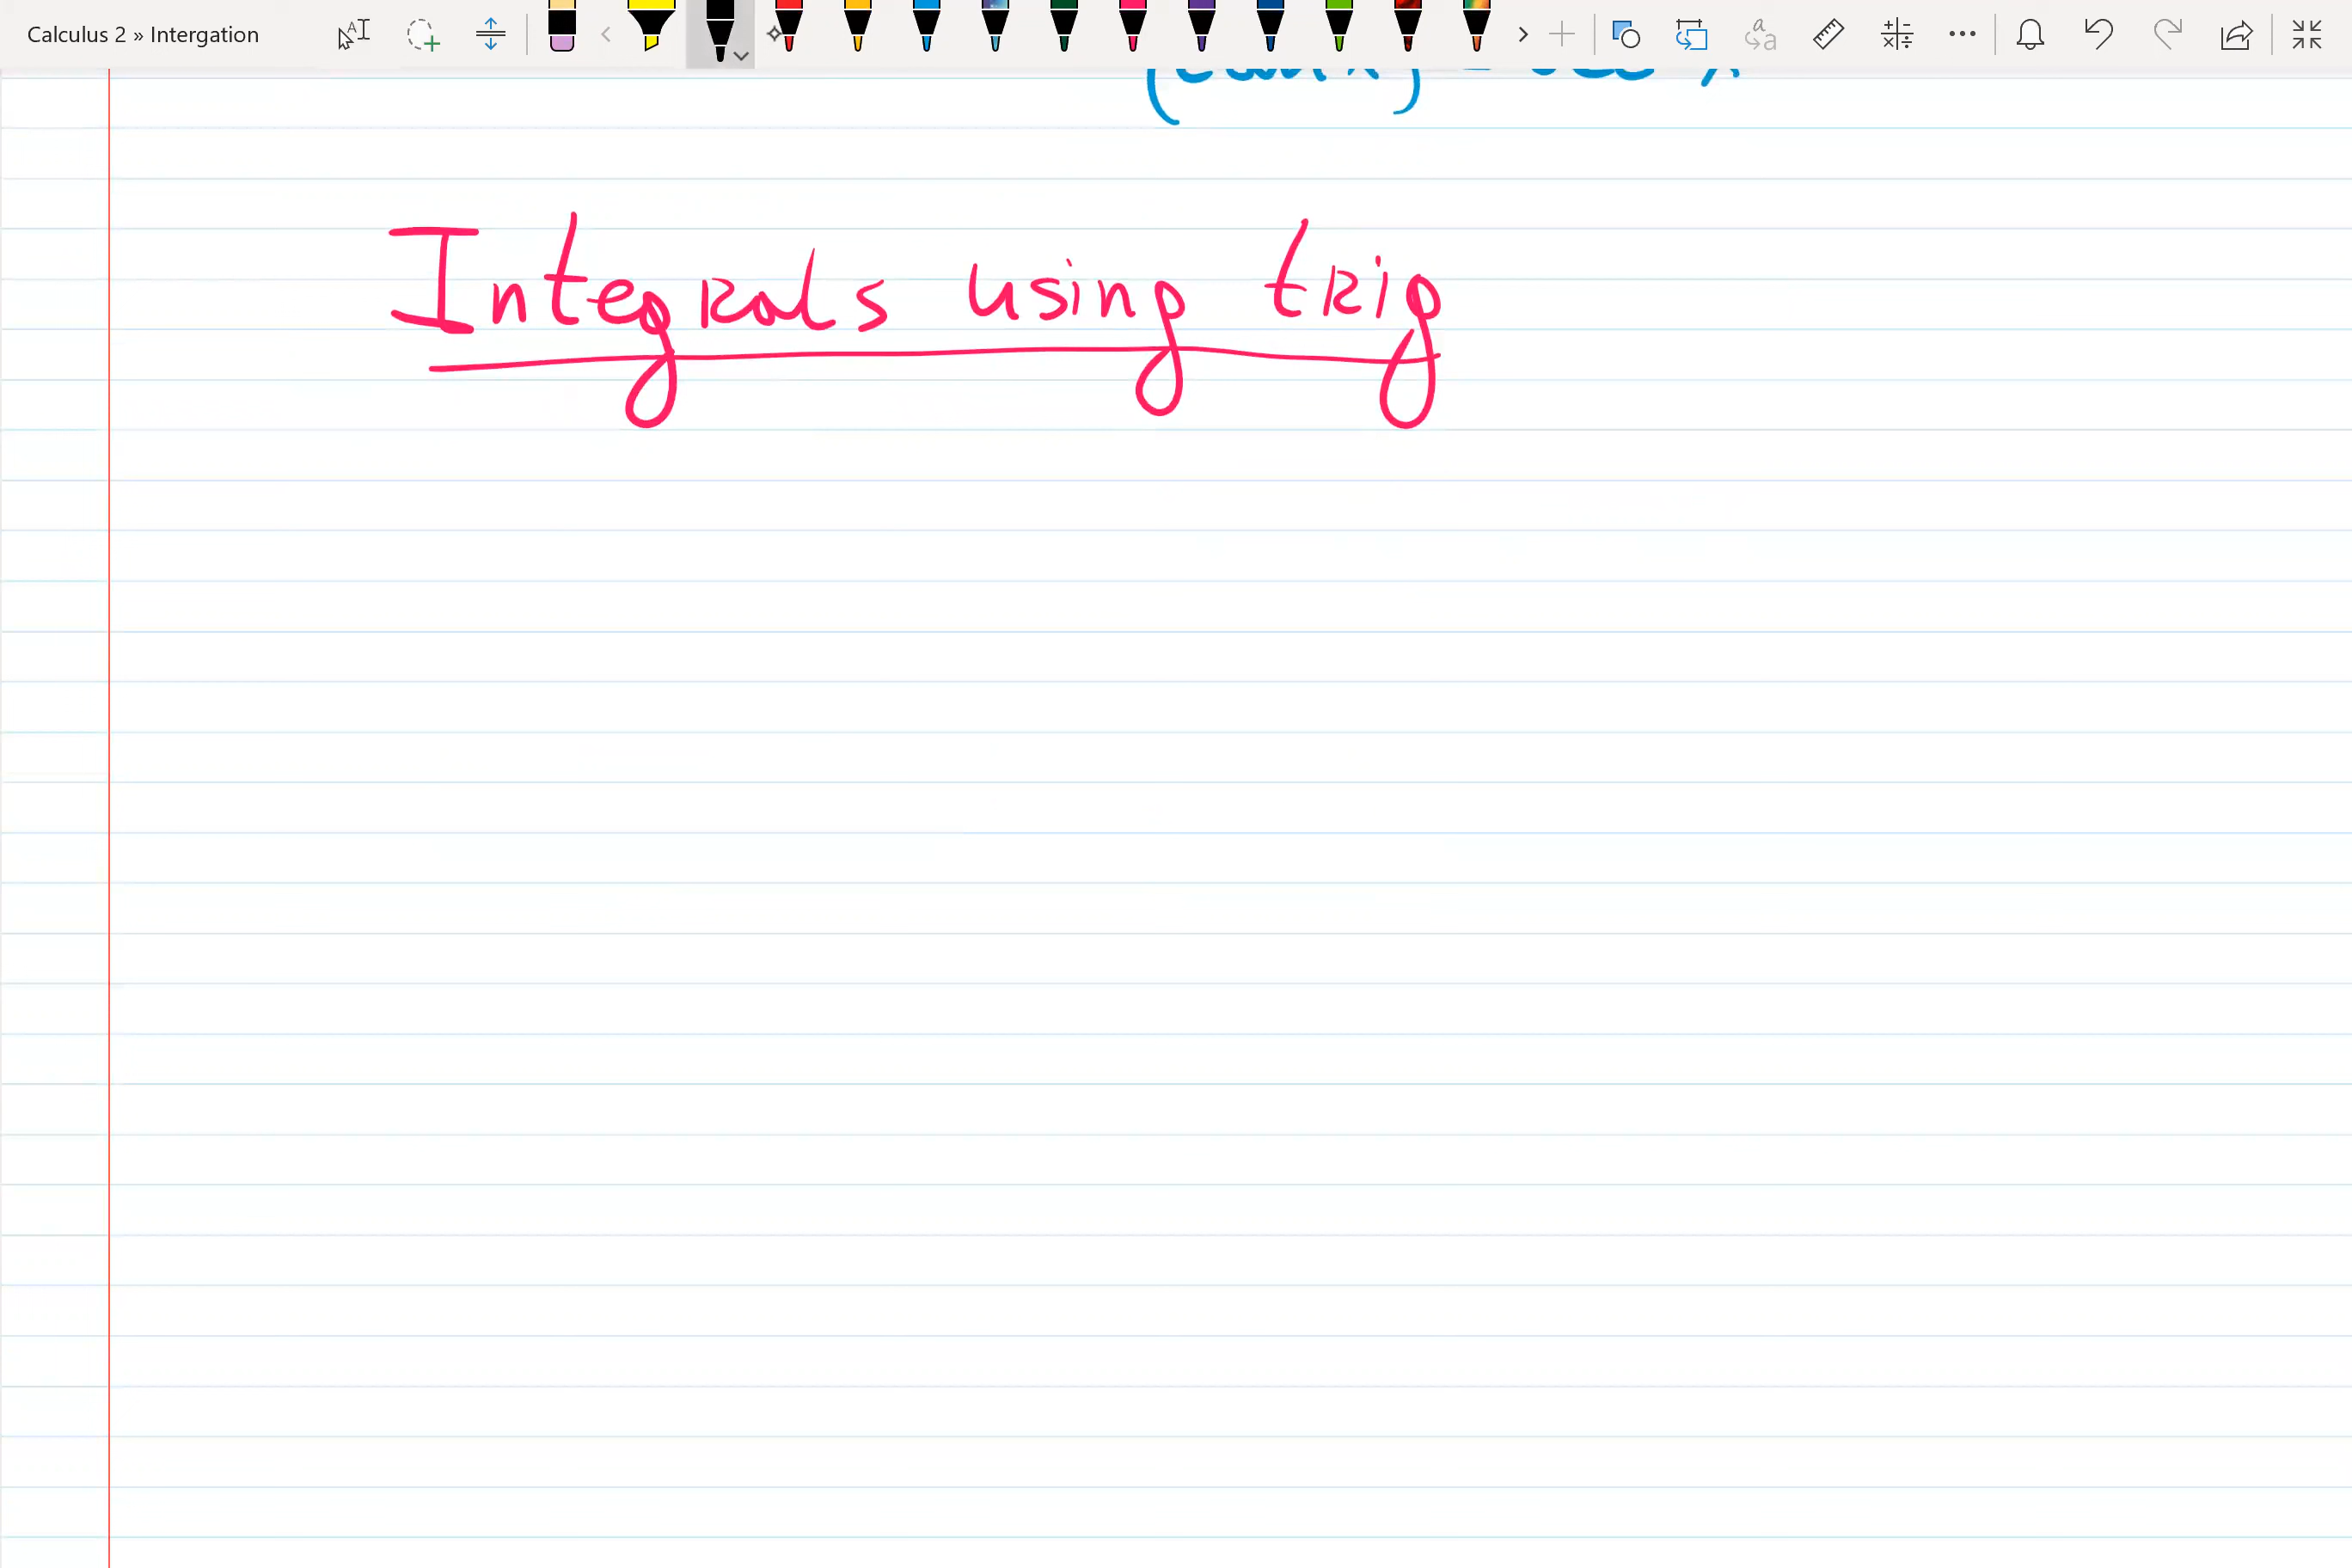 Calculus 2 » Intergation
Integrals using trig